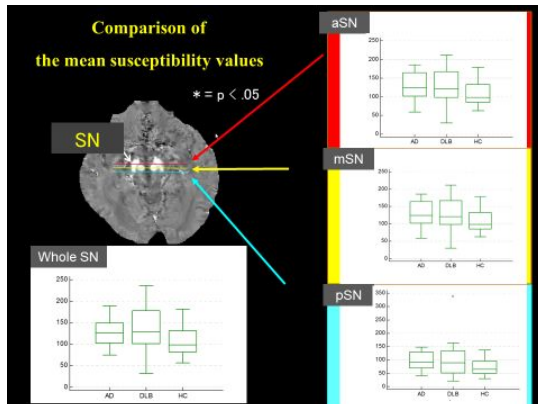 Comparison of
the mean susceptibility values
* = p < .05
SN
aSN
250
200
150
100
50
0
AD
DLB
HC
mSN
250
200
150
100
50
0
AD
DLB
HC
Whole SN
250
200
150
100
50
0
AD
DLB
HC
pSN
350
300
250
200
150
100
50
0
AD
DLB
HC